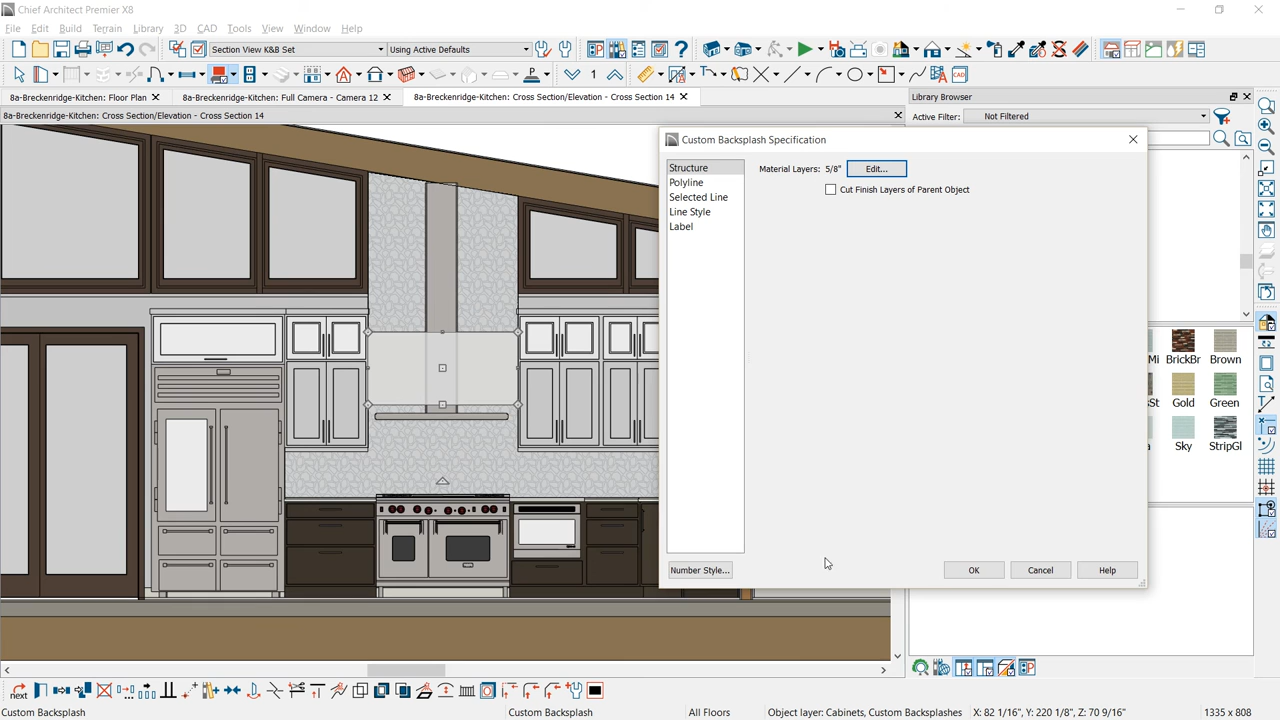 Chief Architect Premier X8
File Edit Build Terrain Library 3D CAD Tools View Window Help
Section View K&B Set Using Active Defaults
1
8a-Breckenridge-Kitchen: Floor Plan 8a-Breckenridge-Kitchen: Full Camera - Camera 12 8a-Breckenridge-Kitchen: Cross Section/Elevation - Cross Section 14 Library Browser
8a-Breckenridge-Kitchen: Cross Section/Elevation - Cross Section 14 Active Filter: Not Filtered
Custom Backsplash Specification
Structure Material Layers: 5/8" Edit...
Polyline Cut Finish Layers of Parent Object
Selected Line
Line Style
Label
Mi BrickBr Brown
St Gold Green
a Sky StripGl
Number Style... OK Cancel Help
next
Custom Backsplash Custom Backsplash All Floors Object layer: Cabinets, Custom Backsplashes X: 82 1/16", Y: 220 1/8", Z: 70 9/16" 1335 x 808